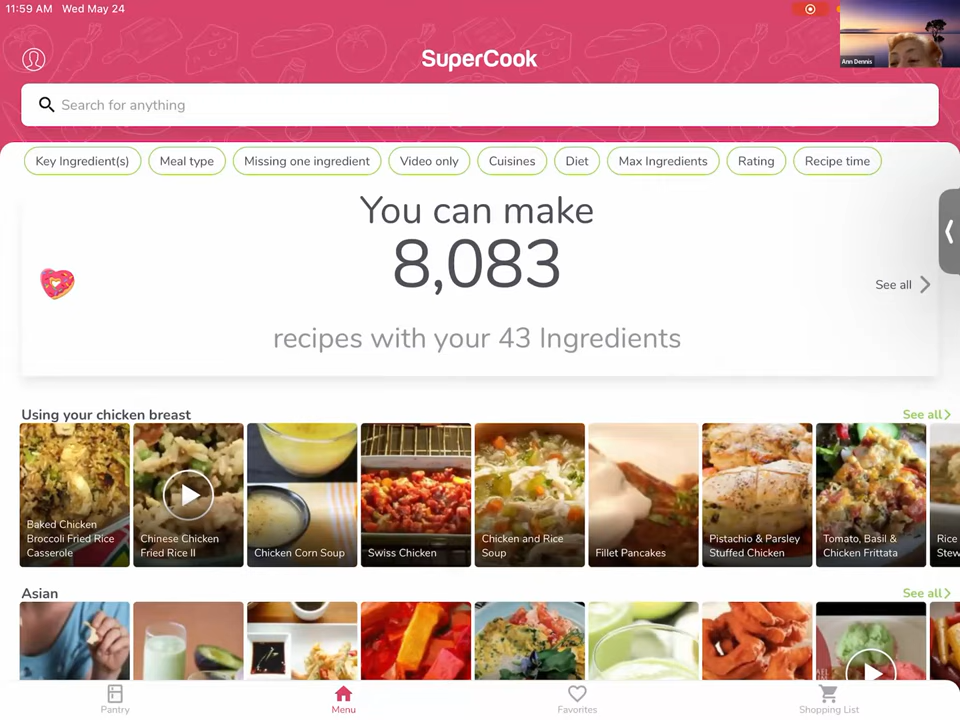 11:59 AM Wed May 24
Ann Dennis
SuperCook
Search for anything
Key Ingredient(s)
Meal type
Missing one ingredient
Video only
Cuisines
Diet
Max Ingredients
Rating
Recipe time
You can make
8,083
See all
recipes with your 43 Ingredients
Using your chicken breast
See all
Baked Chicken
Broccoli Fried Rice
Casserole
Chinese Chicken
Fried Rice II
Chicken Corn Soup
Swiss Chicken
Chicken and Rice
Soup
Fillet Pancakes
Pistachio & Parsley
Stuffed Chicken
Tomato, Basil &
Chicken Frittata
Rice
Stew
Asian
See all
Pantry
Menu
Favorites
Shopping List